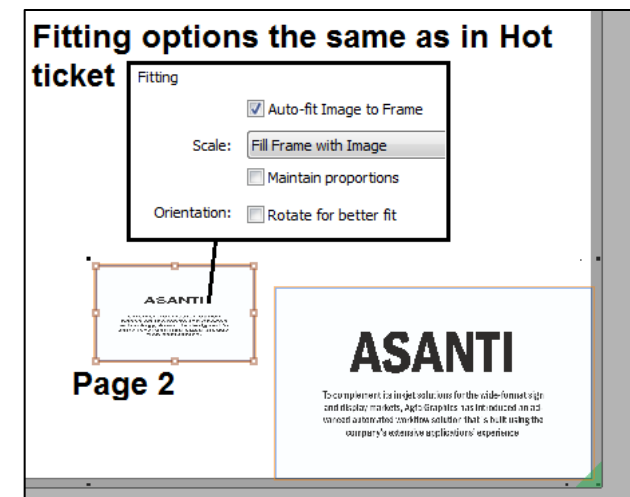 Fitting options the same as in Hot
ticket
Fitting
Auto-fit Image to Frame
Scale: Fill Frame with Image
Maintain proportions
Orientation: Rotate for better fit
ASANTI
Page 2
ASANTI
To complement its inkjet solutions for the wide-format sign
and display markets, Agfa Graphics has introduced an ad
vanced automated workflow solution that is built using the
company's extensive applications' experience